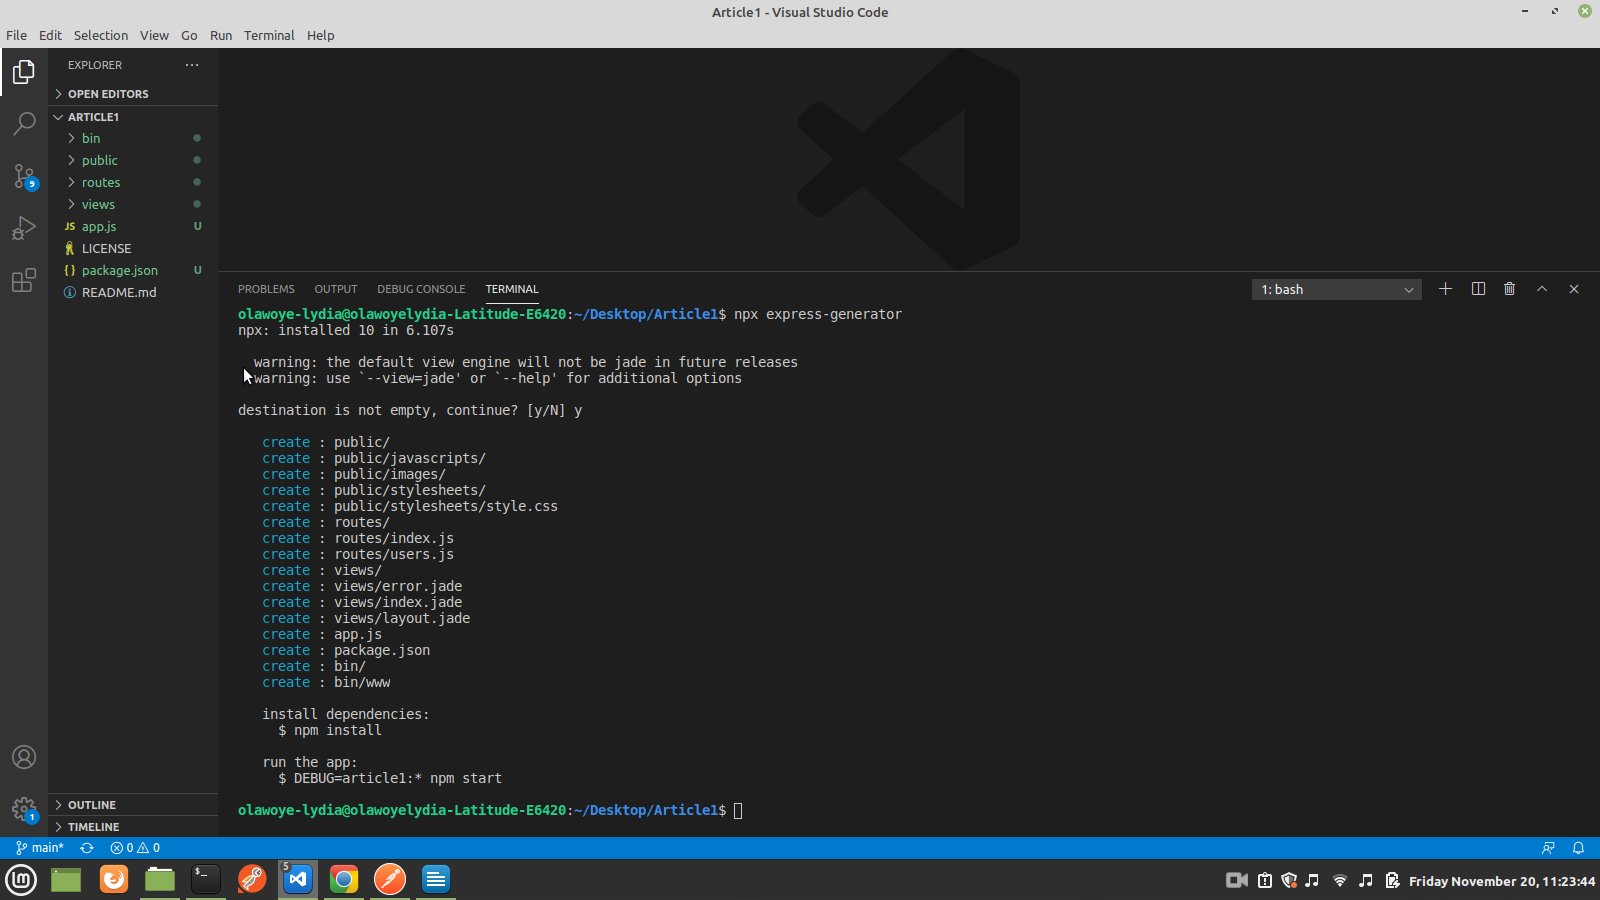 Article1 - Visual Studio Code
File Edit Selection View Go Run Terminal Help
EXPLORER ···
OPEN EDITORS
ARTICLE1
bin
public
routes
9
views
JS app.js U
LICENSE
{} package.json U
README.md
PROBLEMS OUTPUT DEBUG CONSOLE TERMINAL
1: bash
olawoye-lydia@olawoyelydia-Latitude-E6420:~/Desktop/Article1$ npx express-generator
npx: installed 10 in 6.107s
warning: the default view engine will not be jade in future releases
warning: use `--view=jade' or `--help' for additional options
destination is not empty, continue? [y/N] y
create : public/
create : public/javascripts/
create : public/images/
create : public/stylesheets/
create : public/stylesheets/style.css
create : routes/
create : routes/index.js
create : routes/users.js
create : views/
create : views/error.jade
create : views/index.jade
create : views/layout.jade
create : app.js
create : package.json
create : bin/
create : bin/www
install dependencies:
$ npm install
run the app:
$ DEBUG=article1:* npm start
olawoye-lydia@olawoyelydia-Latitude-E6420:~/Desktop/Article1$
OUTLINE
1
TIMELINE
main* 0 0
5
$_
Friday November 20, 11:23:44